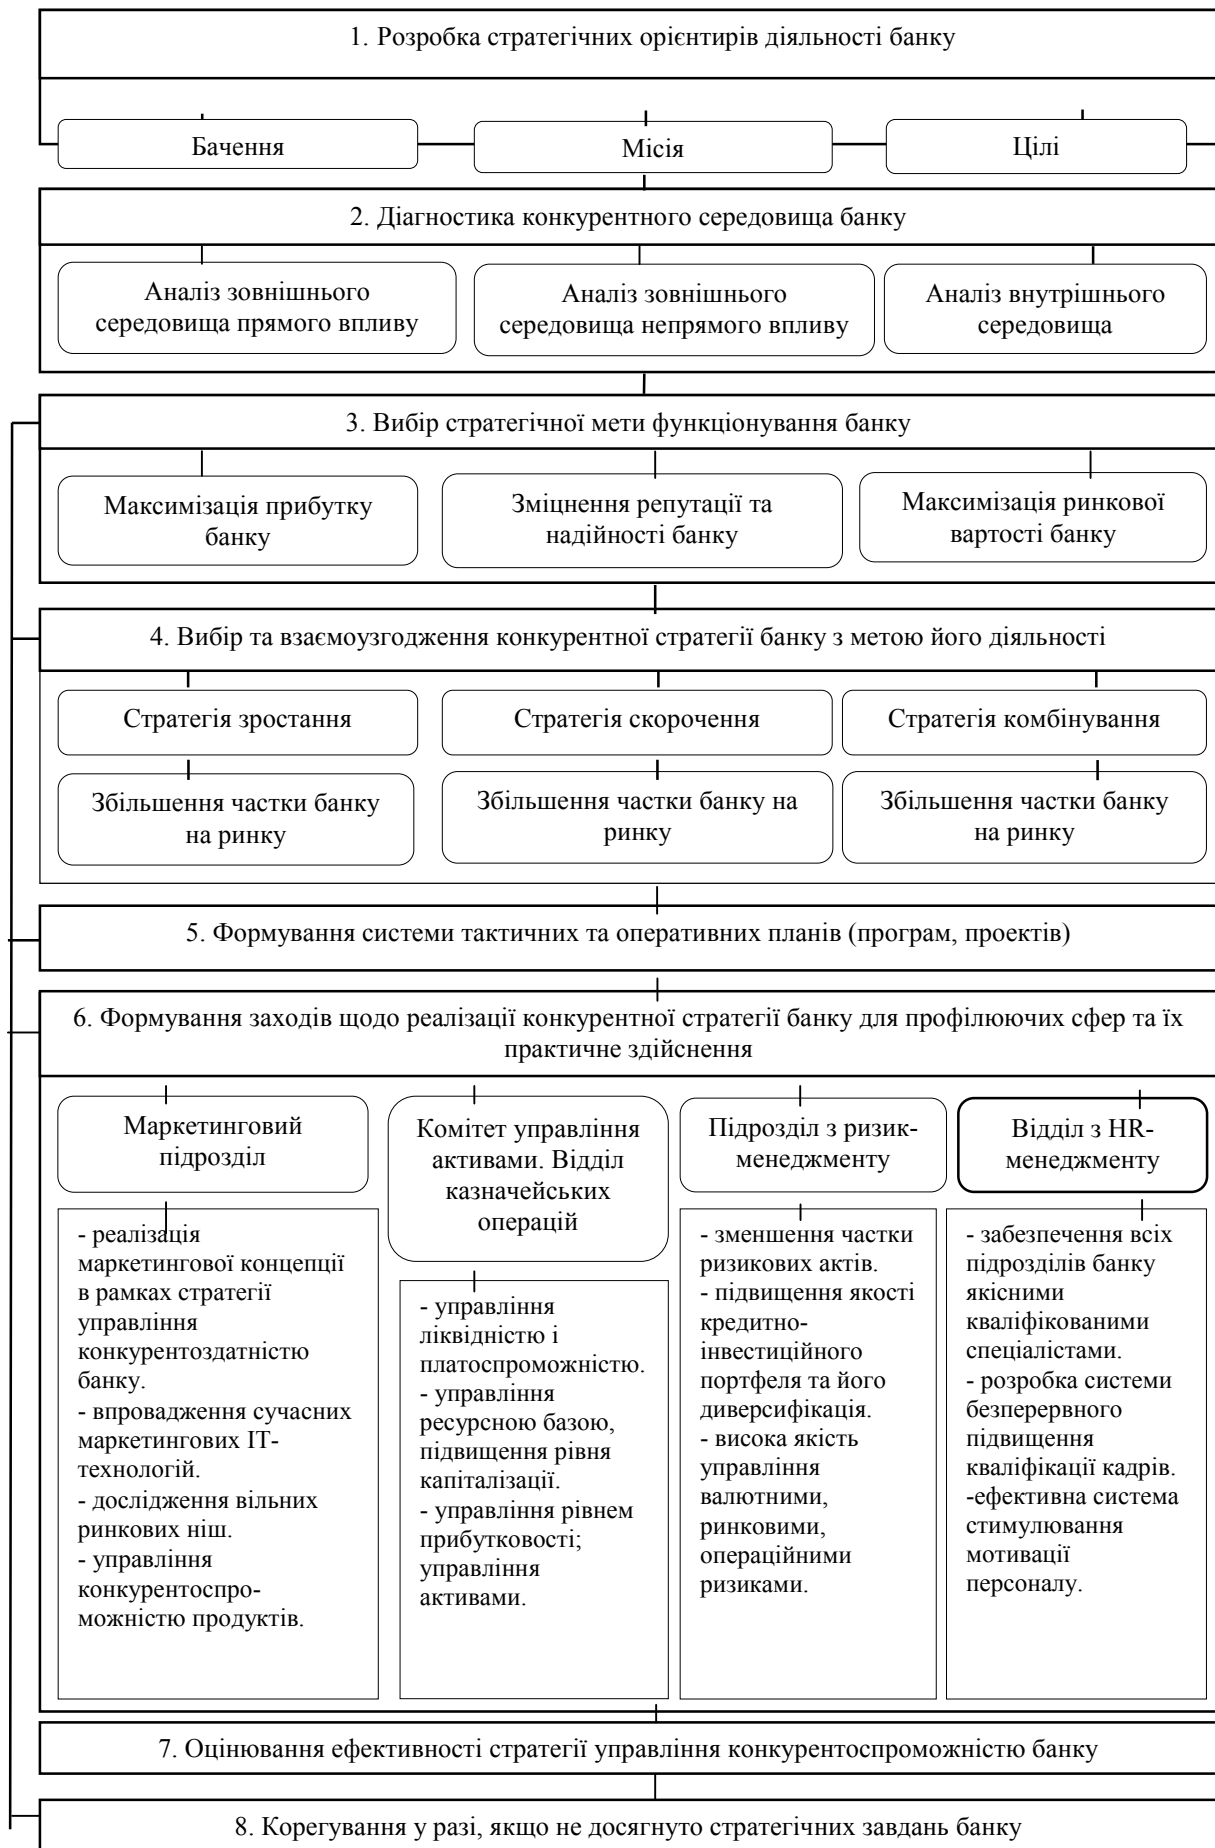 1. Розробка стратегічних орієнтирів діяльності банку
Бачення
Місія
Цілі
2. Діагностика конкурентного середовища банку
Аналіз зовнішнього
середовища прямого впливу
Аналіз зовнішнього
середовища непрямого впливу
Аналіз внутрішнього
середовища
3. Вибір стратегічної мети функціонування банку
Максимізація прибутку
банку
Зміцнення репутації та
надійності банку
Максимізація ринкової
вартості банку
4. Вибір та взаємоузгодження конкурентної стратегії банку з метою його діяльності
Стратегія зростання
Стратегія скорочення
Стратегія комбінування
Збільшення частки банку
на ринку
Збільшення частки банку на
ринку
Збільшення частки банку
на ринку
5. Формування системи тактичних та оперативних планів (програм, проектів)
6. Формування заходів щодо реалізації конкурентної стратегії банку для профілюючих сфер та їх
практичне здійснення
Маркетинговий
підрозділ
Комітет управління
активами. Відділ
казначейських
операцій
Підрозділ з ризик-
менеджменту
Відділ з HR-
менеджменту
- реалізація
маркетингової концепції
в рамках стратегії
управління
конкурентоздатністю
банку.
- впровадження сучасних
маркетингових ІТ-
технологій.
- дослідження вільних
ринкових ніш.
- управління
конкурентоспро-
можністю продуктів.
- управління
ліквідністю і
платоспроможністю.
- управління
ресурсною базою,
підвищення рівня
капіталізації.
- управління рівнем
прибутковості;
управління
активами.
- зменшення частки
ризикових актів.
- підвищення якості
кредитно-
інвестиційного
портфеля та його
диверсифікація.
- висока якість
управління
валютними,
ринковими,
операційними
ризиками.
- забезпечення всіх
підрозділів банку
якісними
кваліфікованими
спеціалістами.
- розробка системи
безперервного
підвищення
кваліфікації кадрів.
-ефективна система
стимулювання
мотивації
персоналу.
7. Оцінювання ефективності стратегії управління конкурентоспроможністю банку
8. Корегування у разі, якщо не досягнуто стратегічних завдань банку